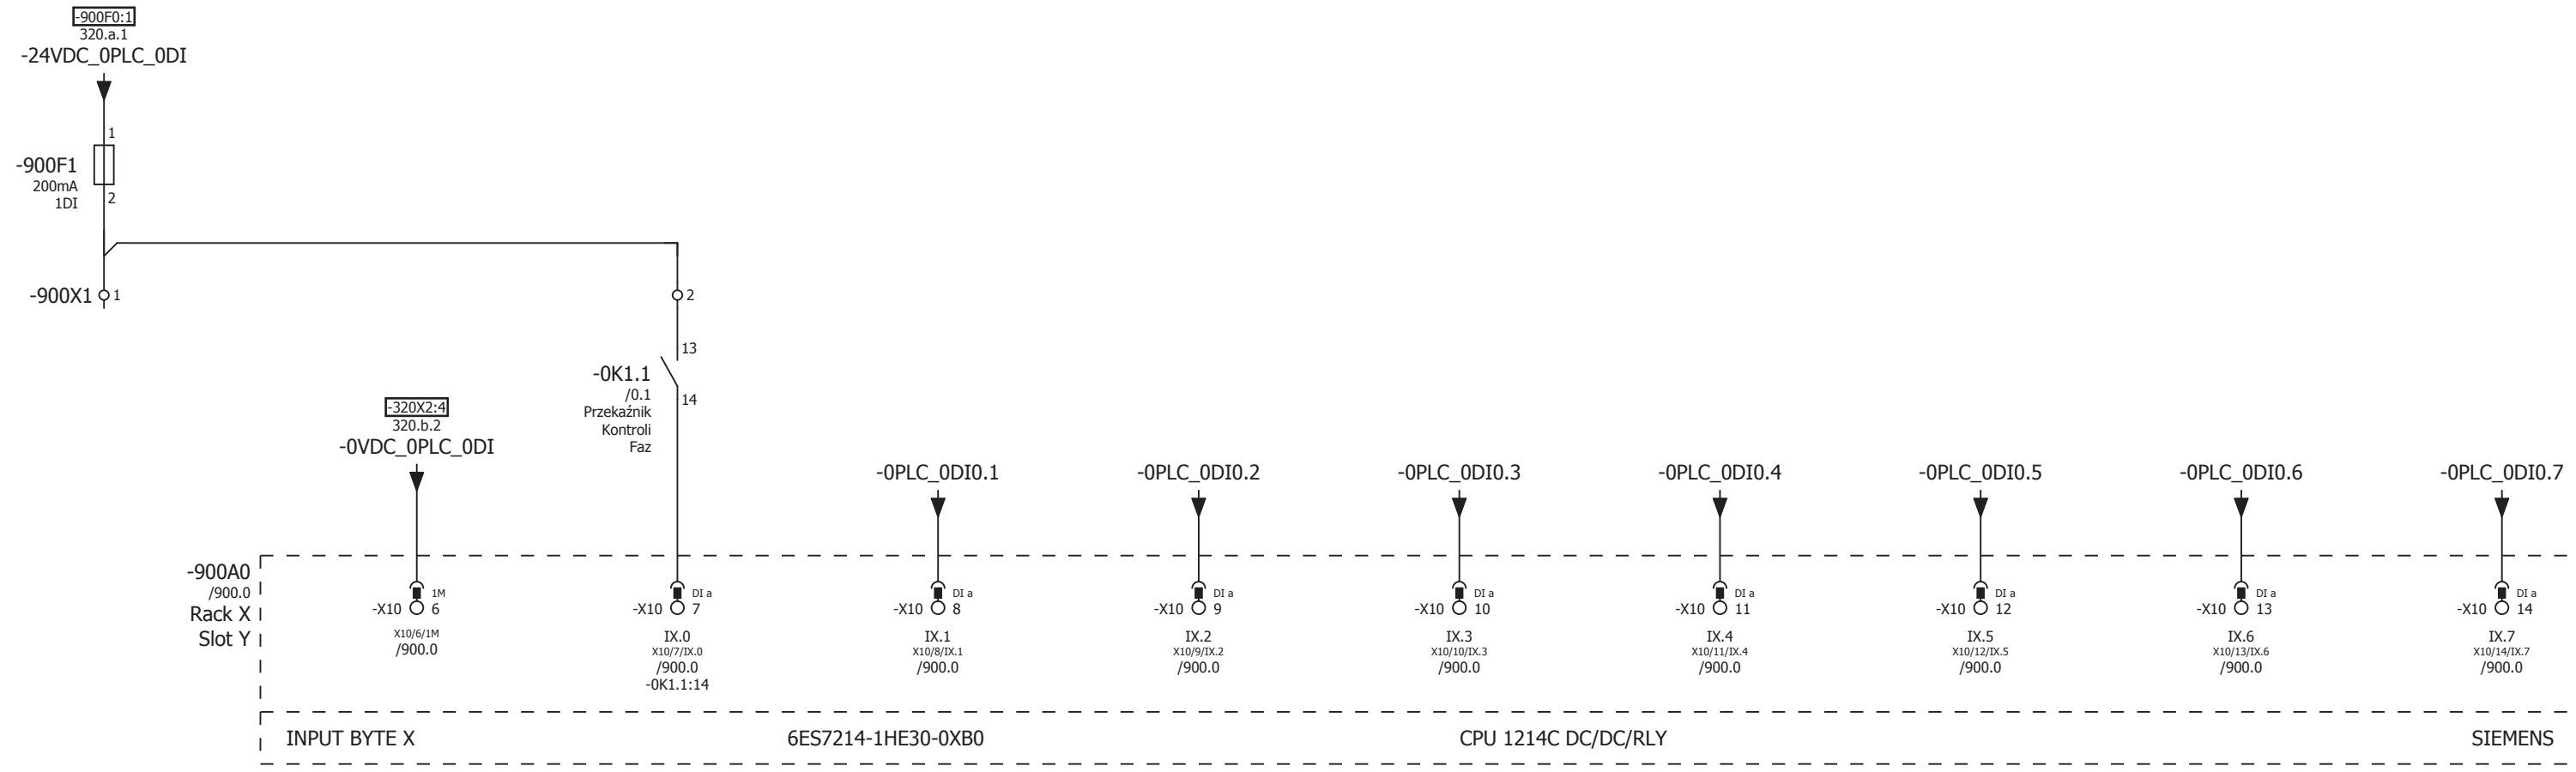 -900F0:1
320.a.1
-24VDC_0PLC_0DI
1
-900F1
200mA
1DI
2
-900X1
1
2
13
-0K1.1
/0.1
Przekaźnik
Kontroli
Faz
14
-320X2:4
320.b.2
-0VDC_0PLC_0DI
-0PLC_0DI0.1
-0PLC_0DI0.2
-0PLC_0DI0.3
-0PLC_0DI0.4
-0PLC_0DI0.5
-0PLC_0DI0.6
-0PLC_0DI0.7
-900A0
/900.0
Rack X
Slot Y
1M
-X10 6
X10/6/1M
/900.0
DI a
-X10 7
IX.0
X10/7/IX.0
/900.0
-0K1.1:14
DI a
-X10 8
IX.1
X10/8/IX.1
/900.0
DI a
-X10 9
IX.2
X10/9/IX.2
/900.0
DI a
-X10 10
IX.3
X10/10/IX.3
/900.0
DI a
-X10 11
IX.4
X10/11/IX.4
/900.0
DI a
-X10 12
IX.5
X10/12/IX.5
/900.0
DI a
-X10 13
IX.6
X10/13/IX.6
/900.0
DI a
-X10 14
IX.7
X10/14/IX.7
/900.0
INPUT BYTE X 6ES7214-1HE30-0XB0 CPU 1214C DC/DC/RLY SIEMENS